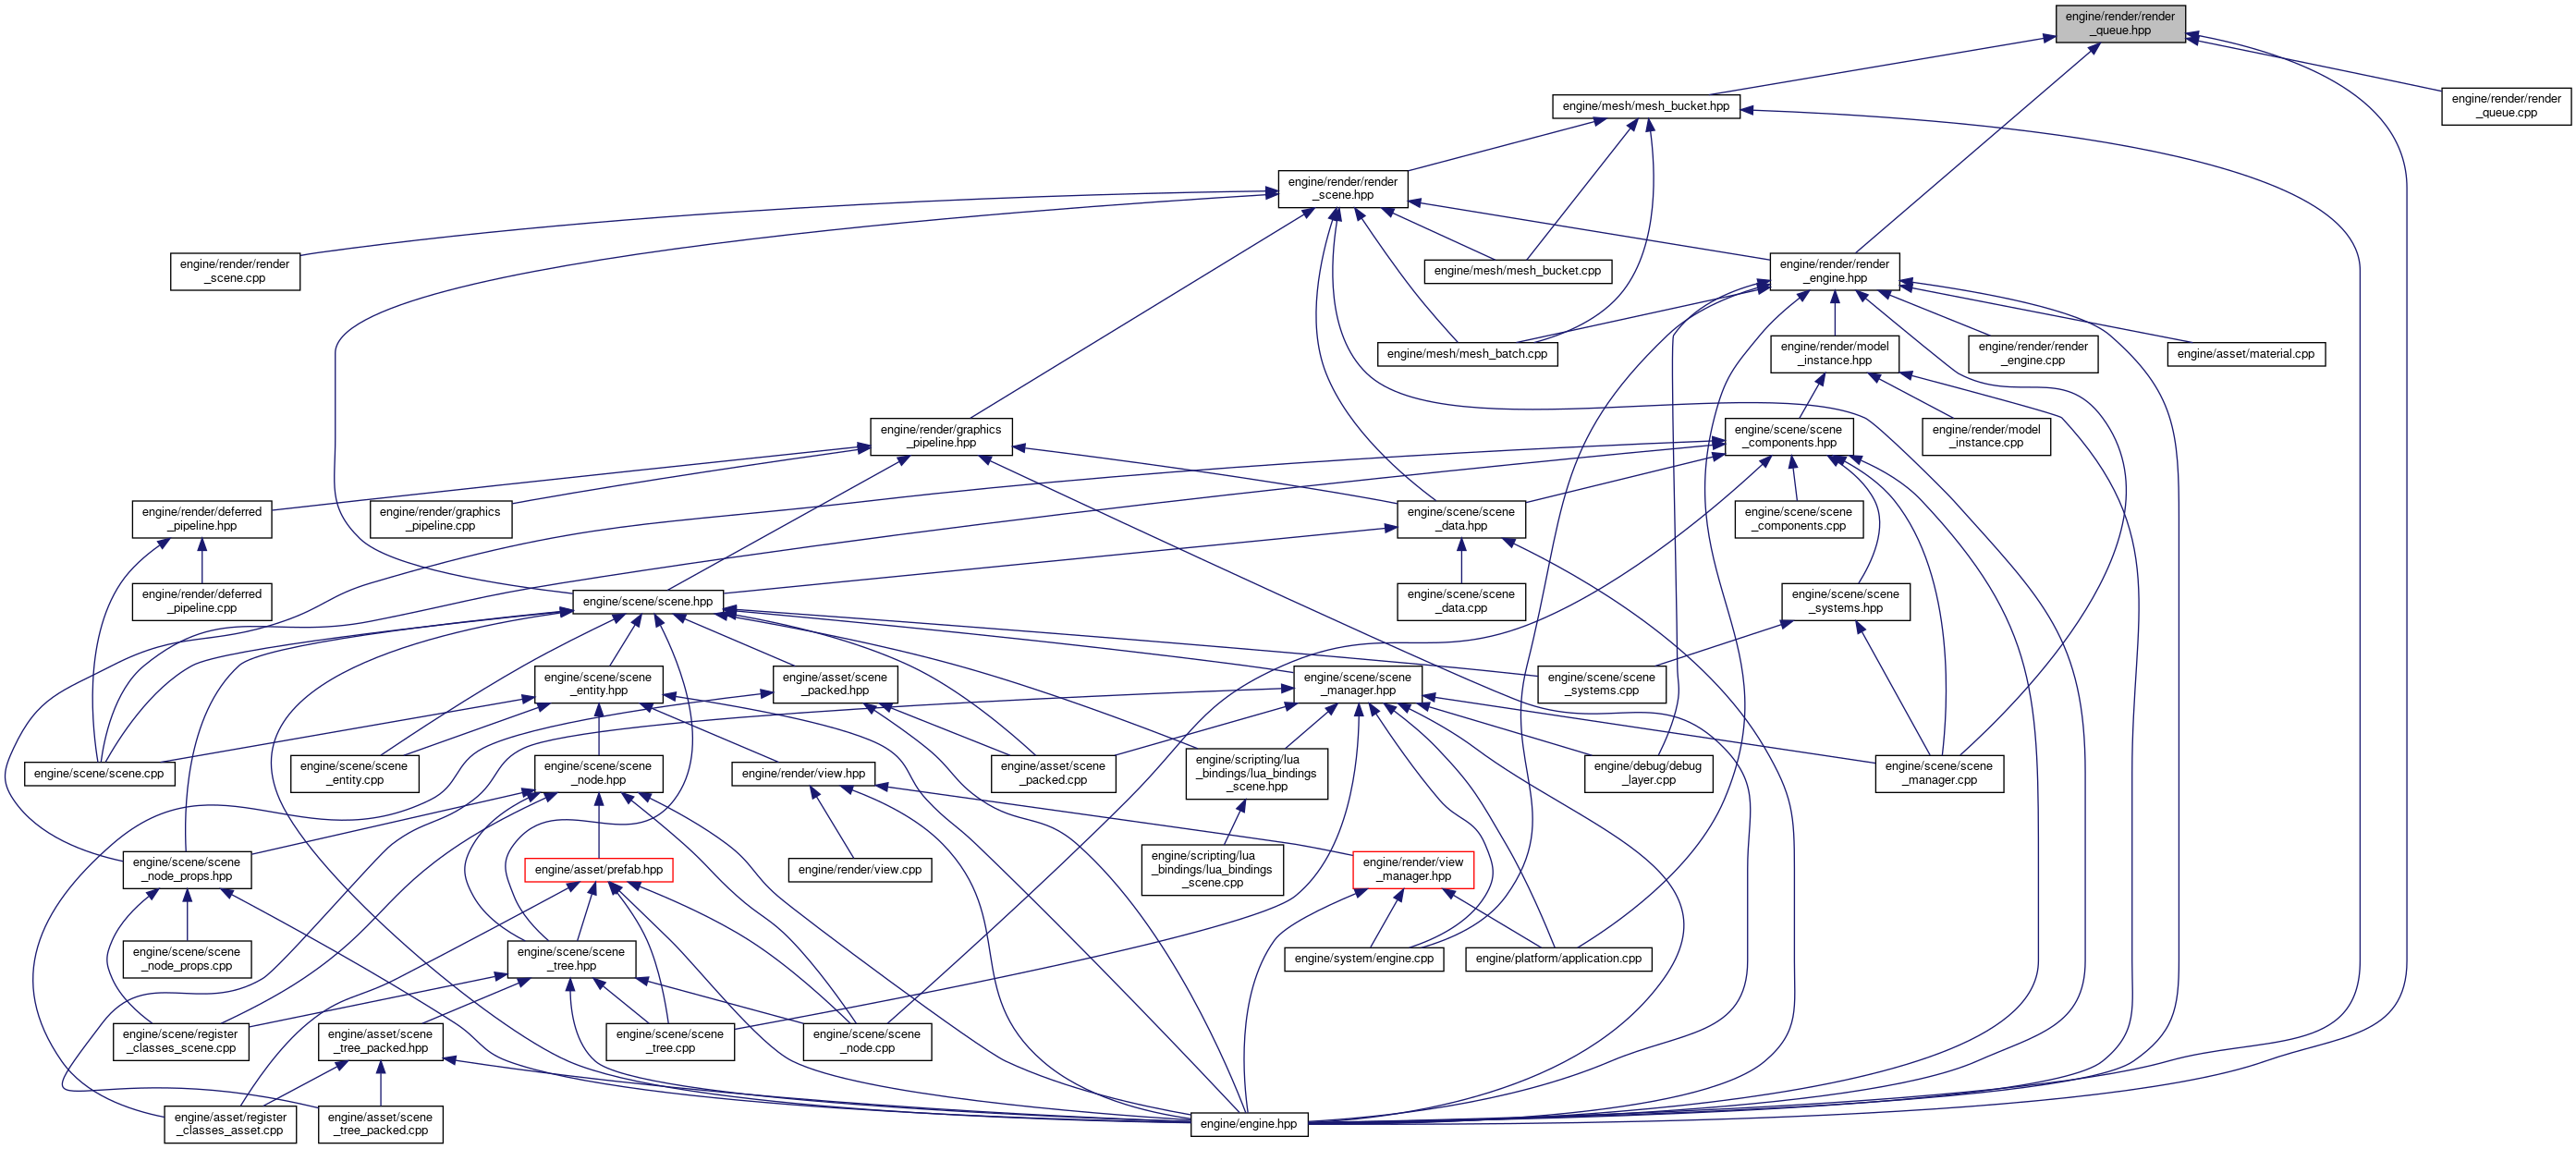 engine/render/render
_queue.hpp
engine/mesh/mesh_bucket.hpp
engine/render/render
_queue.cpp
engine/render/render
_scene.hpp
engine/render/render
_scene.cpp
engine/mesh/mesh_bucket.cpp
engine/render/render
_engine.hpp
engine/mesh/mesh_batch.cpp
engine/render/model
_instance.hpp
engine/render/render
_engine.cpp
engine/asset/material.cpp
engine/render/graphics
_pipeline.hpp
engine/scene/scene
_components.hpp
engine/render/model
_instance.cpp
engine/render/deferred
_pipeline.hpp
engine/render/graphics
_pipeline.cpp
engine/scene/scene
_data.hpp
engine/scene/scene
_components.cpp
engine/render/deferred
_pipeline.cpp
engine/scene/scene.hpp
engine/scene/scene
_data.cpp
engine/scene/scene
_systems.hpp
engine/scene/scene
_entity.hpp
engine/asset/scene
_packed.hpp
engine/scene/scene
_manager.hpp
engine/scene/scene
_systems.cpp
engine/scene/scene.cpp
engine/scene/scene
_entity.cpp
engine/scene/scene
_node.hpp
engine/render/view.hpp
engine/asset/scene
_packed.cpp
engine/scripting/lua
_bindings/lua_bindings
_scene.hpp
engine/debug/debug
_layer.cpp
engine/scene/scene
_manager.cpp
engine/scene/scene
_node_props.hpp
engine/asset/prefab.hpp
engine/render/view.cpp
engine/scripting/lua
_bindings/lua_bindings
_scene.cpp
engine/render/view
_manager.hpp
engine/scene/scene
_node_props.cpp
engine/scene/scene
_tree.hpp
engine/system/engine.cpp
engine/platform/application.cpp
engine/scene/register
_classes_scene.cpp
engine/asset/scene
_tree_packed.hpp
engine/scene/scene
_tree.cpp
engine/scene/scene
_node.cpp
engine/asset/register
_classes_asset.cpp
engine/asset/scene
_tree_packed.cpp
engine/engine.hpp